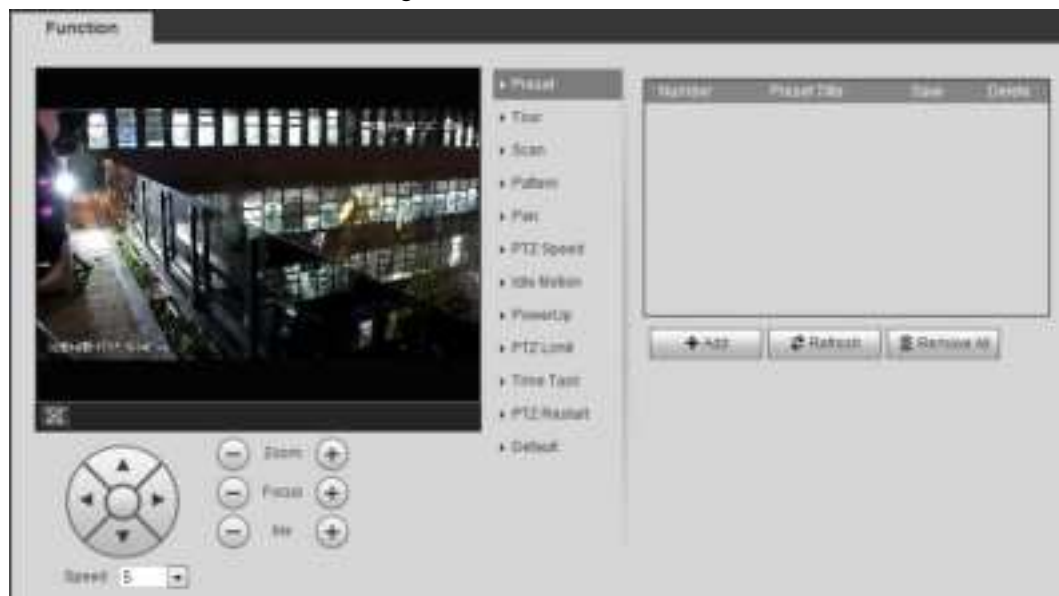 Function
Preset
Tour
Scan
Pattern
Pan
PTZ Speed
Idle Motion
PowerUp
PTZ Limit
Time Task
PTZ Restart
Default
Number Preset Title Save Delete
Add Refresh Remove All
Zoom
Focus
Iris
Speed 5